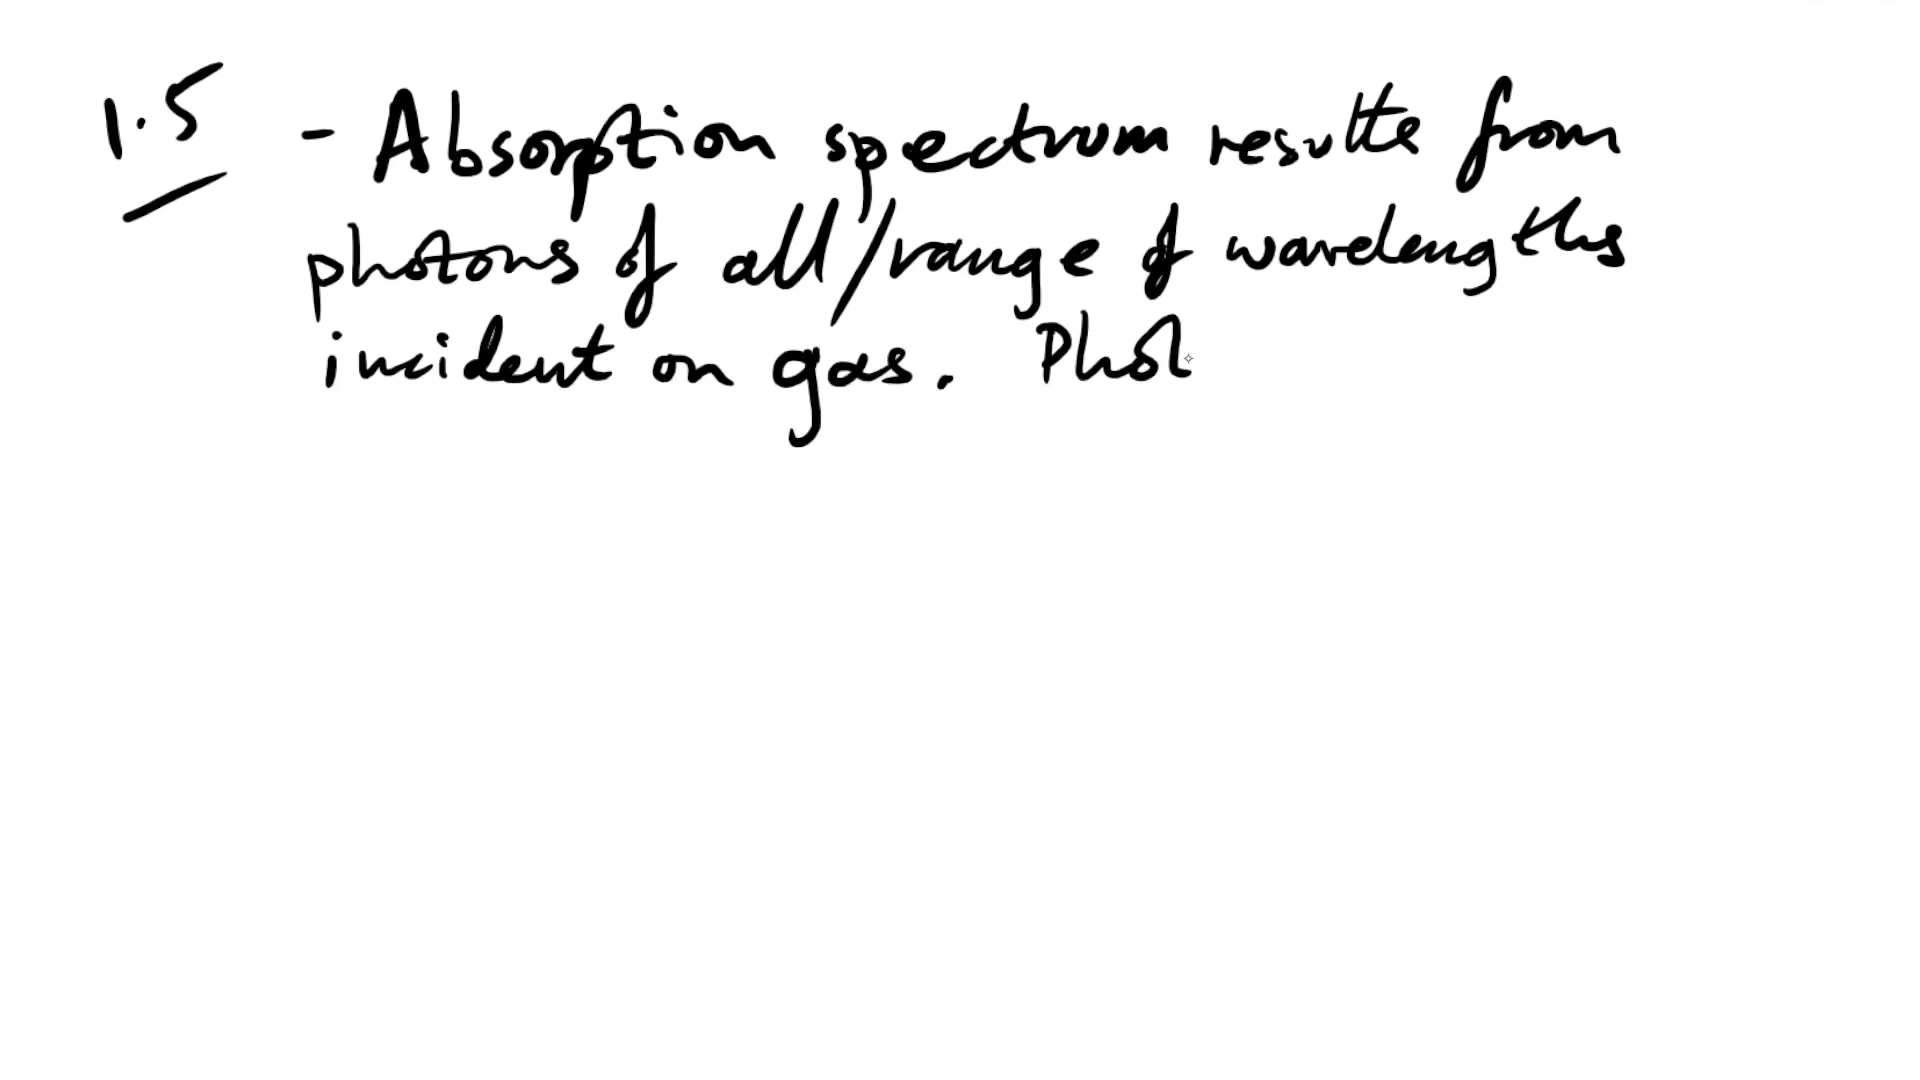 1.5 - Absorption spectrum results from
photons of all/range of wavelengths
incident on gas. Phot